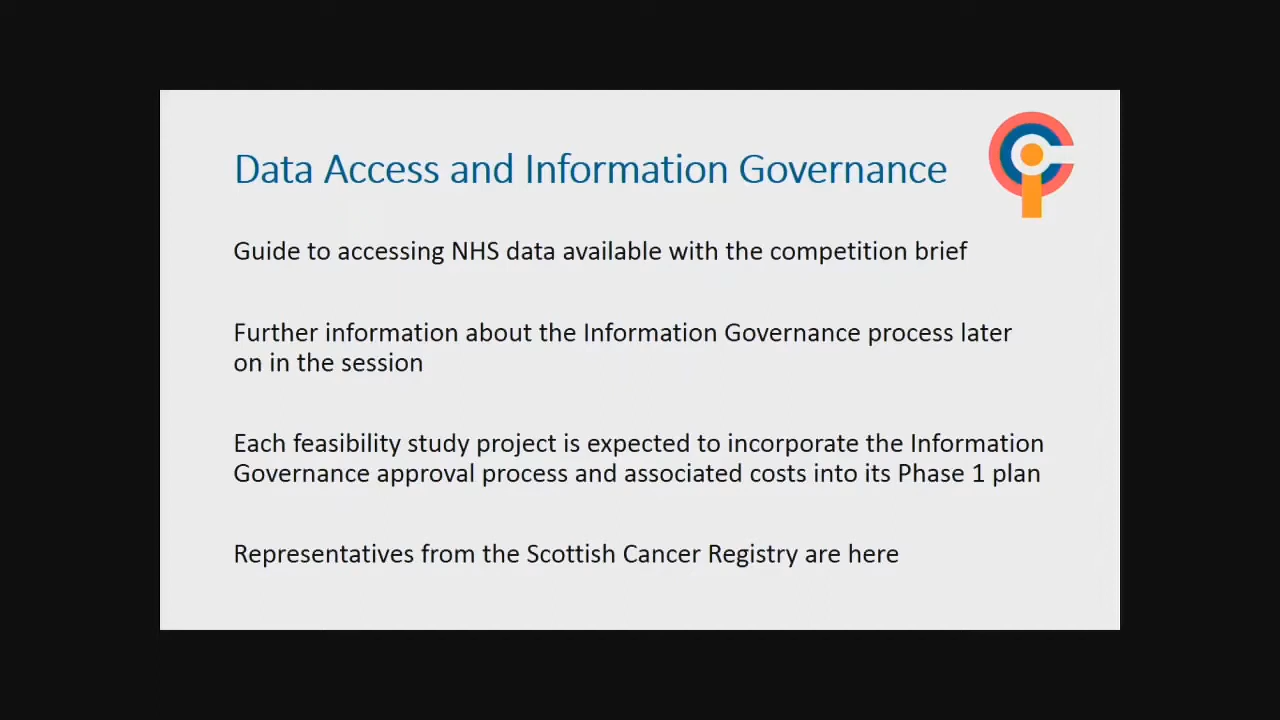 Data Access and Information Governance
Guide to accessing NHS data available with the competition brief
Further information about the Information Governance process later
on in the session
Each feasibility study project is expected to incorporate the Information
Governance approval process and associated costs into its Phase 1 plan
Representatives from the Scottish Cancer Registry are here